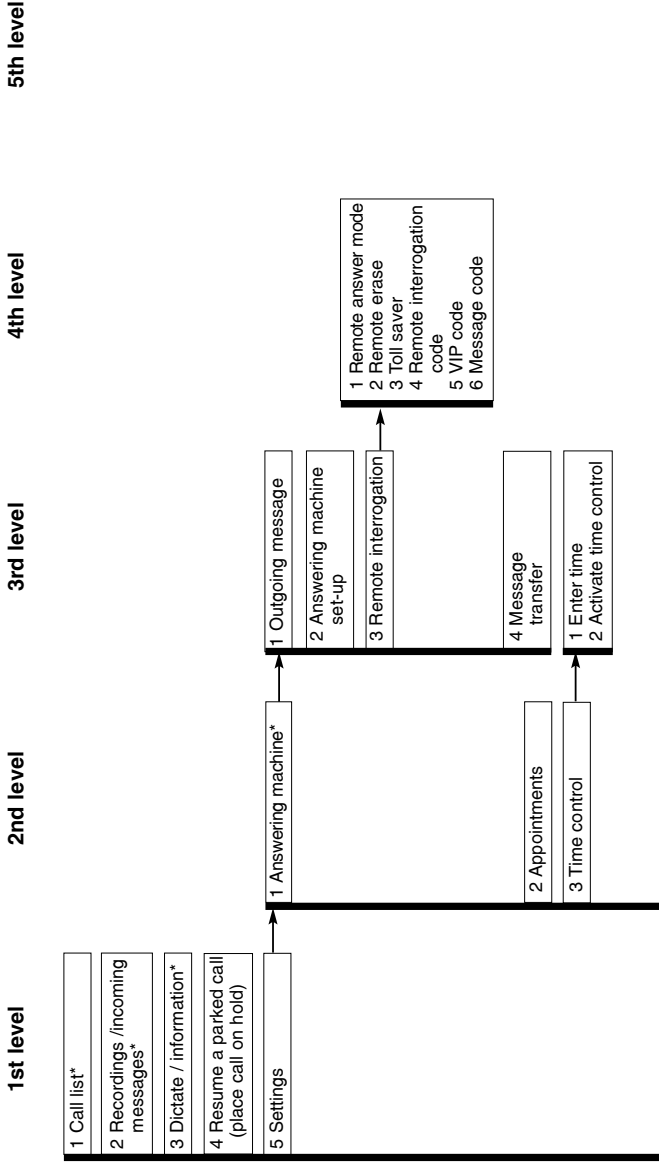 1st level
2nd level
3rd level
4th level
5th level
1 Call list*
2 Recordings /incoming
messages*
3 Dictate / information*
4 Resume a parked call
(place call on hold)
5 Settings
1 Answering machine*
2 Appointments
3 Time control
1 Outgoing message
2 Answering machine
set-up
3 Remote interrogation
4 Message
transfer
1 Enter time
2 Activate time control
1 Remote answer mode
2 Remote erase
3 Toll saver
4 Remote interrogation
code
5 VIP code
6 Message code